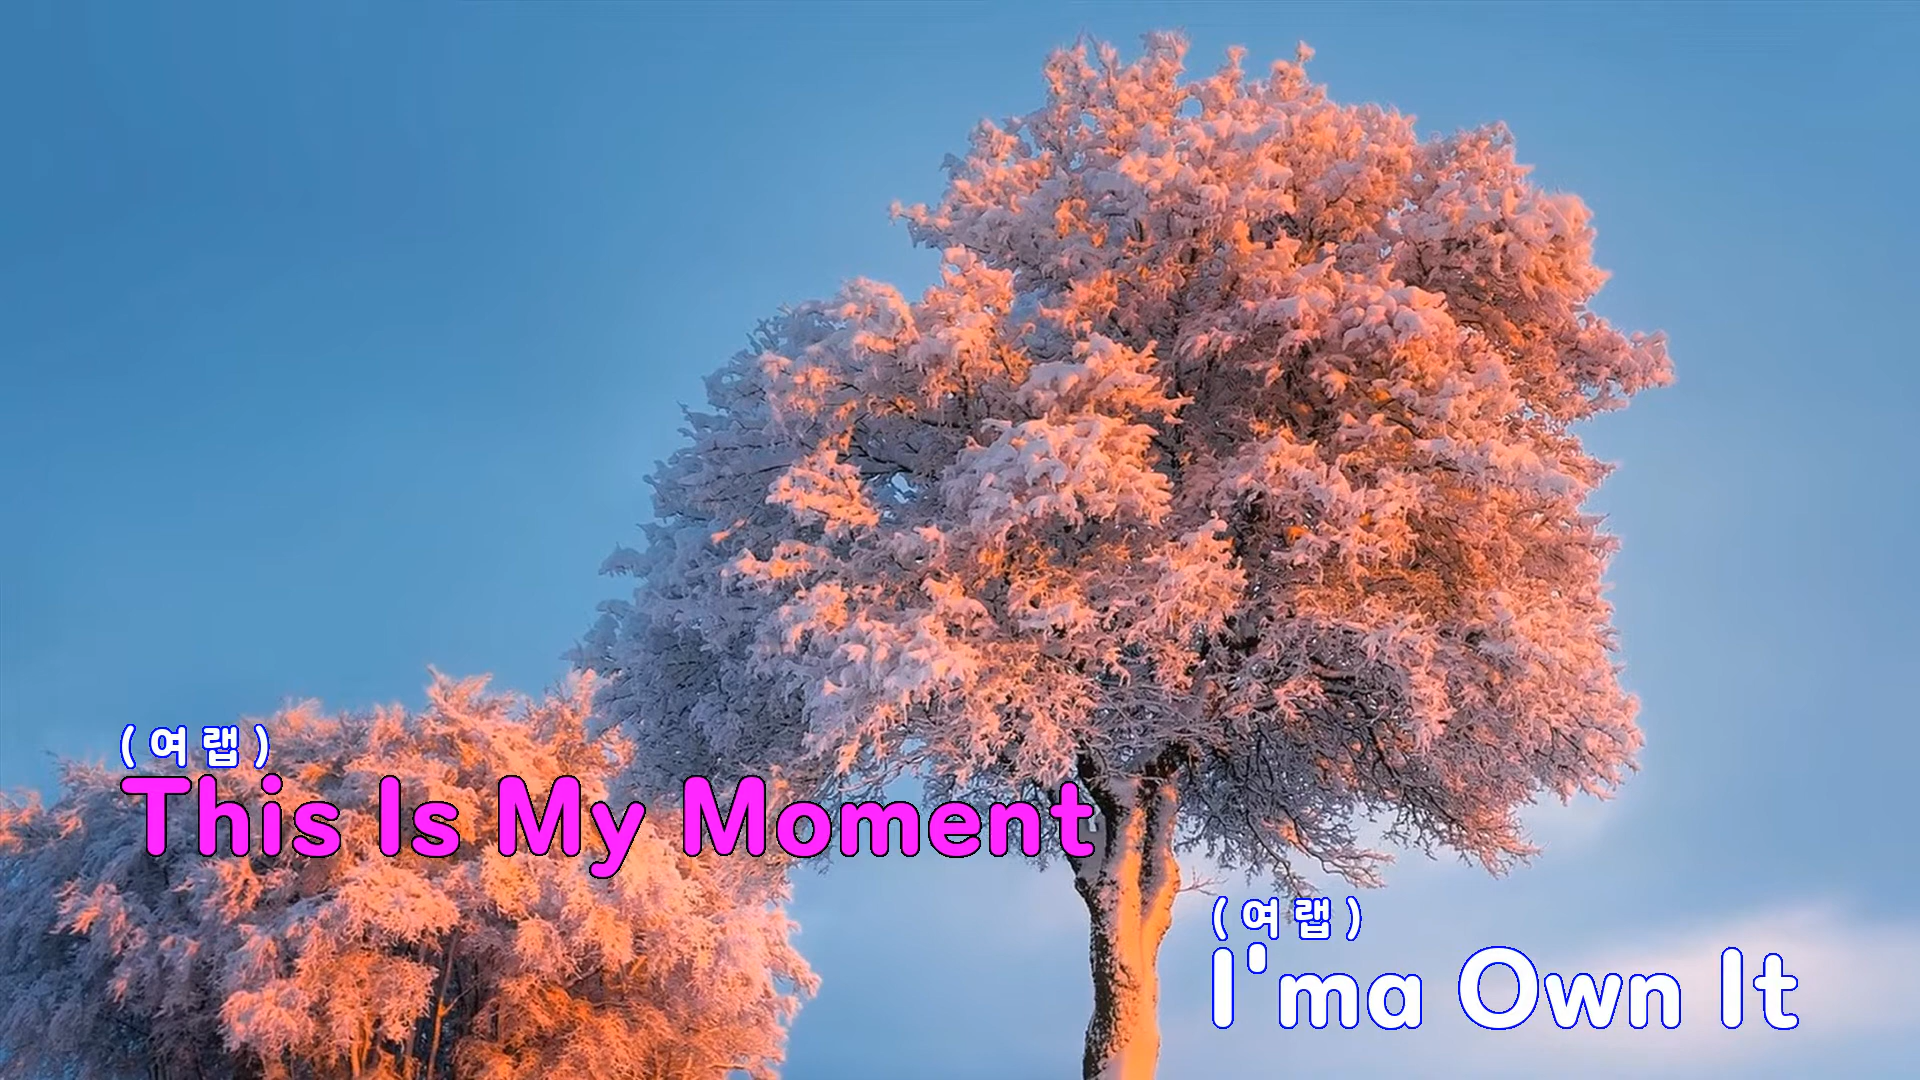 ( 여 랩 )
This Is My Moment
( 여 랩 )
I'ma Own It